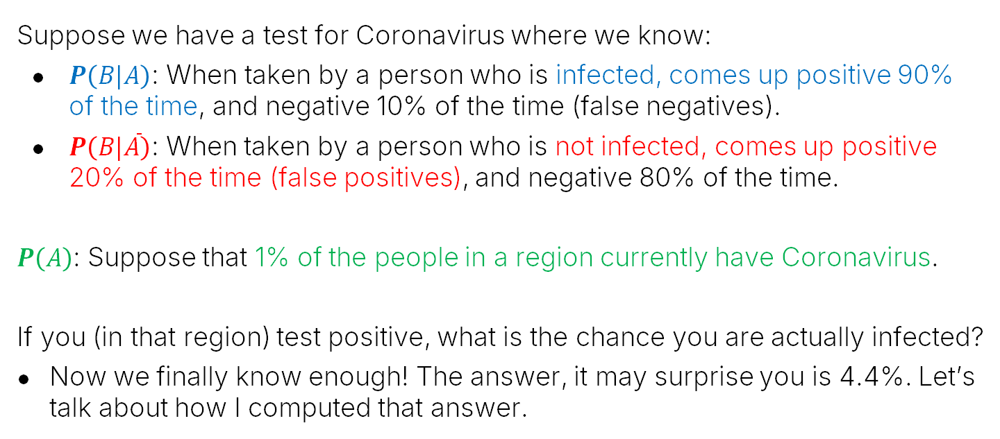 Suppose we have a test for Coronavirus where we know:
• P(B|A): When taken by a person who is infected, comes up positive 90%
of the time, and negative 10% of the time (false negatives).
• P(B|Ā): When taken by a person who is not infected, comes up positive
20% of the time (false positives), and negative 80% of the time.
P(A): Suppose that 1% of the people in a region currently have Coronavirus.
If you (in that region) test positive, what is the chance you are actually infected?
• Now we finally know enough! The answer, it may surprise you is 4.4%. Let’s
talk about how I computed that answer.